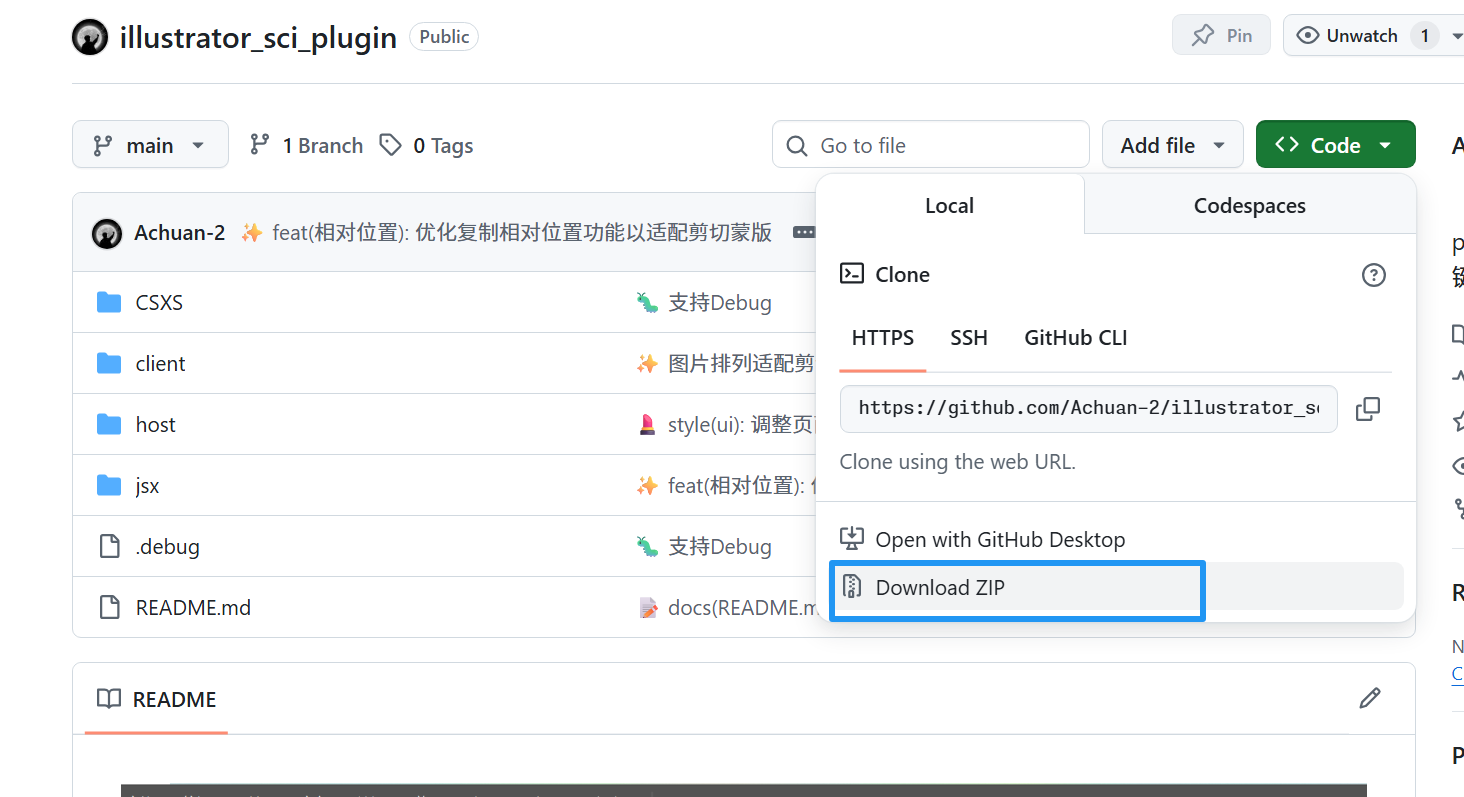 illustrator_sci_plugin Public Pin Unwatch 1
main 1 Branch 0 Tags Go to file Add file Code
Local Codespaces
Achuan-2 feat(相对位置): 优化复制相对位置功能以适配剪切蒙版
Clone
CSXS 支持Debug
HTTPS SSH GitHub CLI
client 图片排列适配剪
https://github.com/Achuan-2/illustrator_s
host style(ui): 调整页
Clone using the web URL.
jsx feat(相对位置):
Open with GitHub Desktop
.debug 支持Debug
Download ZIP
README.md docs(README.m
README